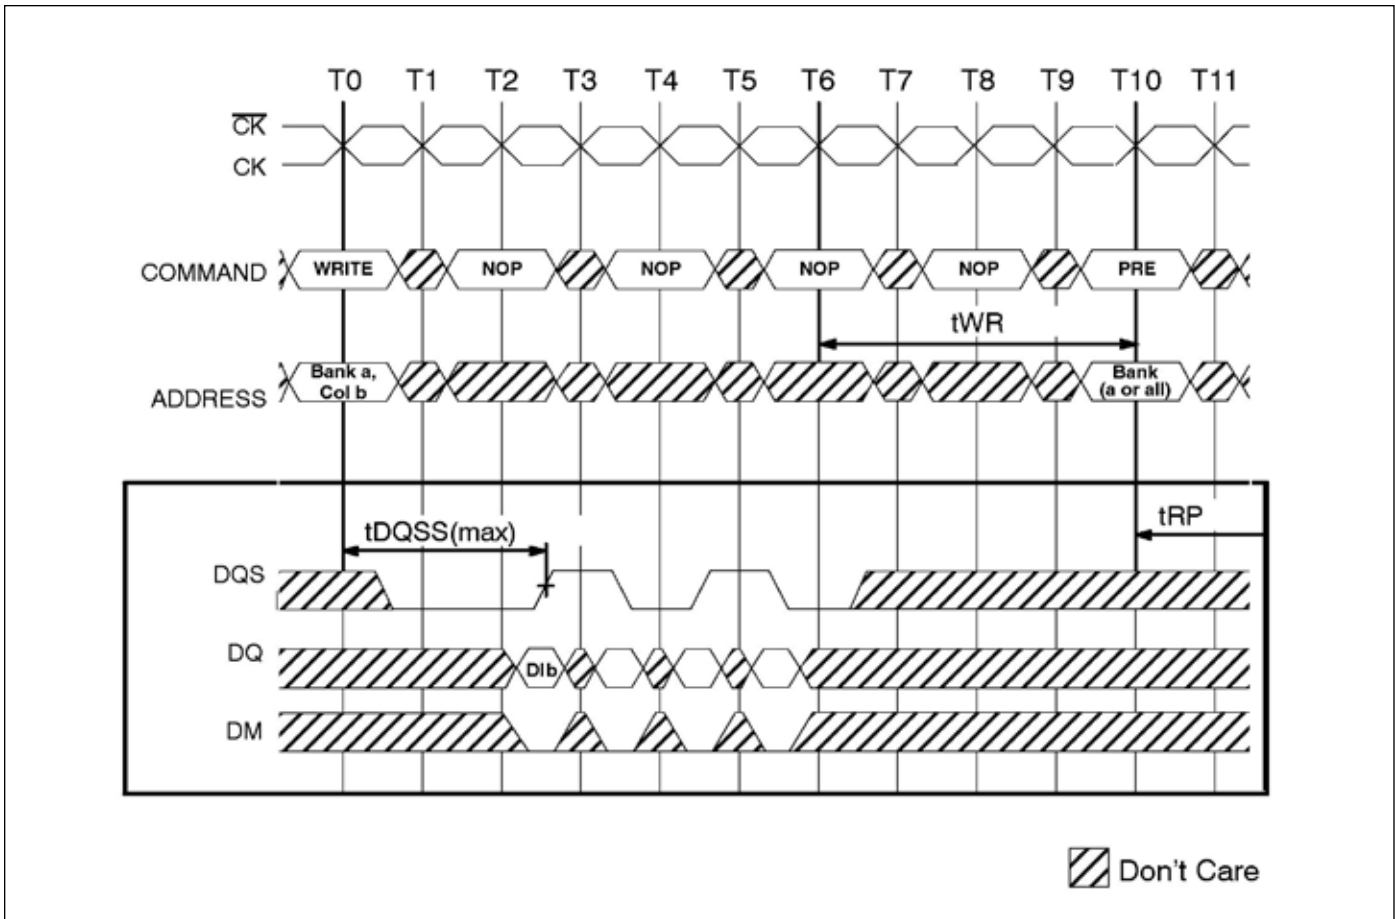 T0 T1 T2 T3 T4 T5 T6 T7 T8 T9 T10 T11
CK
CK
COMMAND WRITE NOP NOP NOP NOP PRE
tWR
ADDRESS Bank a, Col b Bank (a or all)
tDQSS(max) tRP
DQS
DQ DIb
DM
Don't Care